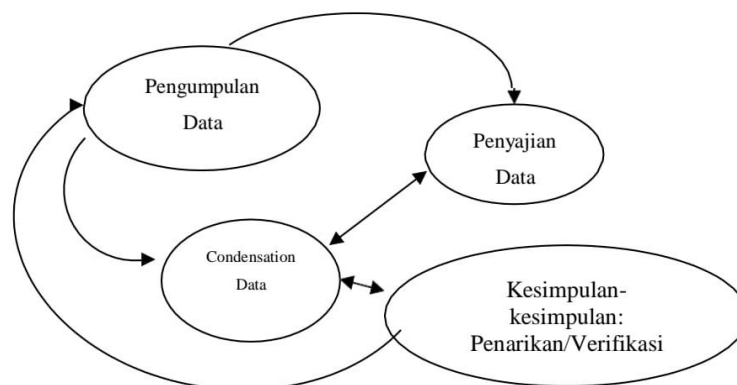 Pengumpulan
Data
Penyajian
Data
Condensation
Data
Kesimpulan-
kesimpulan:
Penarikan/Verifikasi